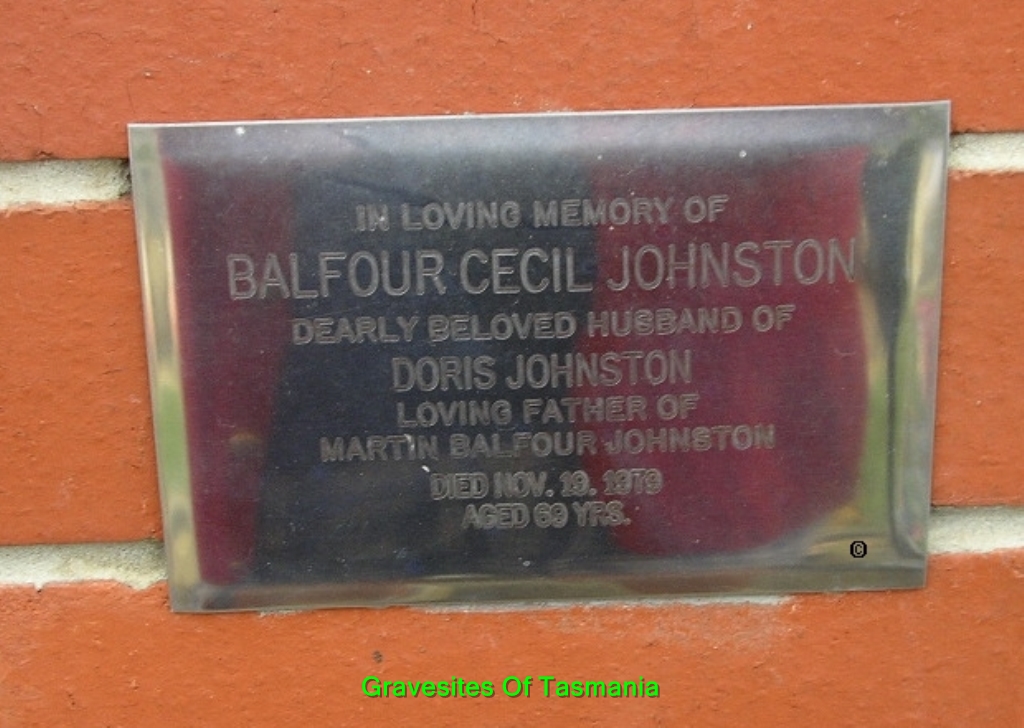 IN LOVING MEMORY OF
BALFOUR CECIL JOHNSTON
DEARLY BELOVED HUSBAND OF
DORIS JOHNSTON
LOVING FATHER OF
MARTIN BALFOUR JOHNSTON
DIED NOV. 19. 1979
AGED 69 YRS.
©
Gravesites Of Tasmania